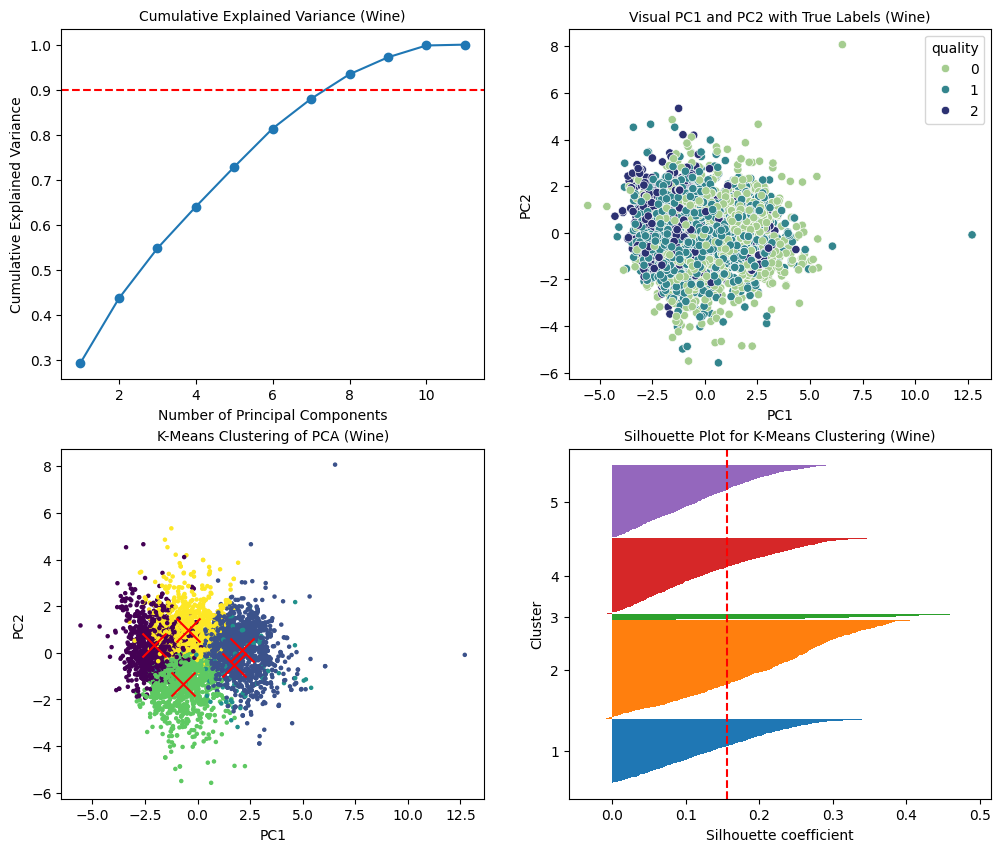 Cumulative Explained Variance (Wine)
Cumulative Explained Variance
1.0
0.9
0.8
0.7
0.6
0.5
0.4
0.3
2 4 6 8 10
Number of Principal Components
Visual PC1 and PC2 with True Labels (Wine)
PC2
8
6
4
2
0
−2
−4
−6
quality
0
1
2
−5.0 −2.5 0.0 2.5 5.0 7.5 10.0 12.5
PC1
K-Means Clustering of PCA (Wine)
PC2
8
6
4
2
0
−2
−4
−6
−5.0 −2.5 0.0 2.5 5.0 7.5 10.0 12.5
PC1
Silhouette Plot for K-Means Clustering (Wine)
Cluster
5
4
3
2
1
0.0 0.1 0.2 0.3 0.4 0.5
Silhouette coefficient